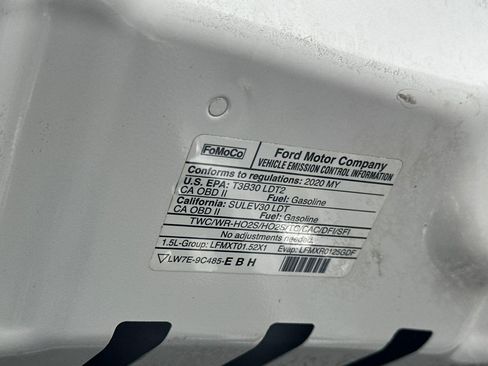 FoMoCo
Ford Motor Company
VEHICLE EMISSION CONTROL INFORMATION
Conforms to regulations: 2020 MY
U.S. EPA: T3B30 LDT2
CA OBD II Fuel: Gasoline
California: SULEV30 LDT
CA OBD II Fuel: Gasoline
TWC/WR-HO2S/HO2S/TC/CAC/DFI/SFI
No adjustments needed.
1.5L-Group: LFMXT01.52X1 Evap: LFMXR0125GDF
LW7E-9C485-E B H